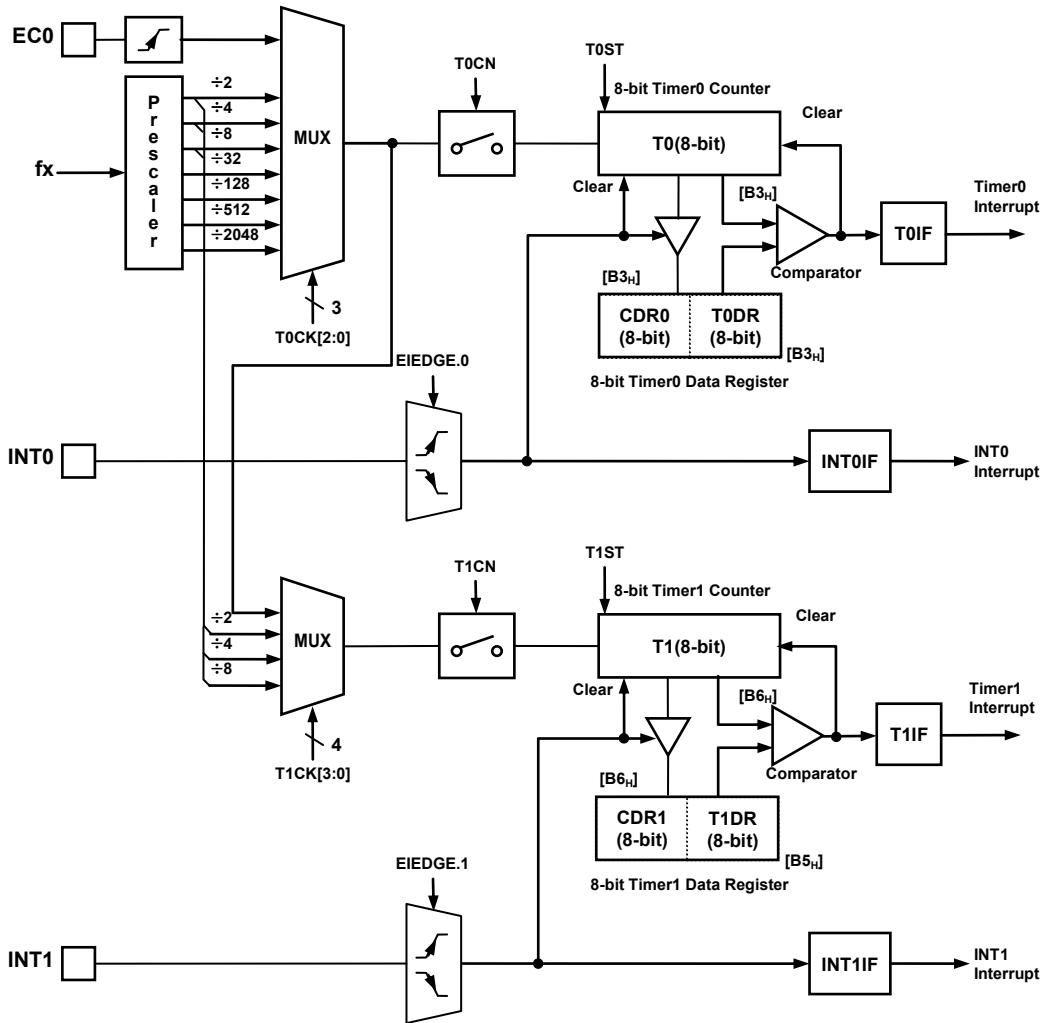 EC0
÷2
÷4
÷8
÷32
÷128
÷512
÷2048
Prescaler
fx
MUX
3
T0CK[2:0]
T0CN
T0ST
8-bit Timer0 Counter
Clear
T0(8-bit)
Clear
[B3H]
Comparator
T0IF
Timer0
Interrupt
[B3H]
CDR0
(8-bit)
T0DR
(8-bit)
[B3H]
8-bit Timer0 Data Register
EIEDGE.0
INT0
INT0IF
INT0
Interrupt
÷2
÷4
÷8
MUX
4
T1CK[3:0]
T1CN
T1ST
8-bit Timer1 Counter
Clear
T1(8-bit)
Clear
[B6H]
Comparator
T1IF
Timer1
Interrupt
[B6H]
CDR1
(8-bit)
T1DR
(8-bit)
[B5H]
8-bit Timer1 Data Register
EIEDGE.1
INT1
INT1IF
INT1
Interrupt